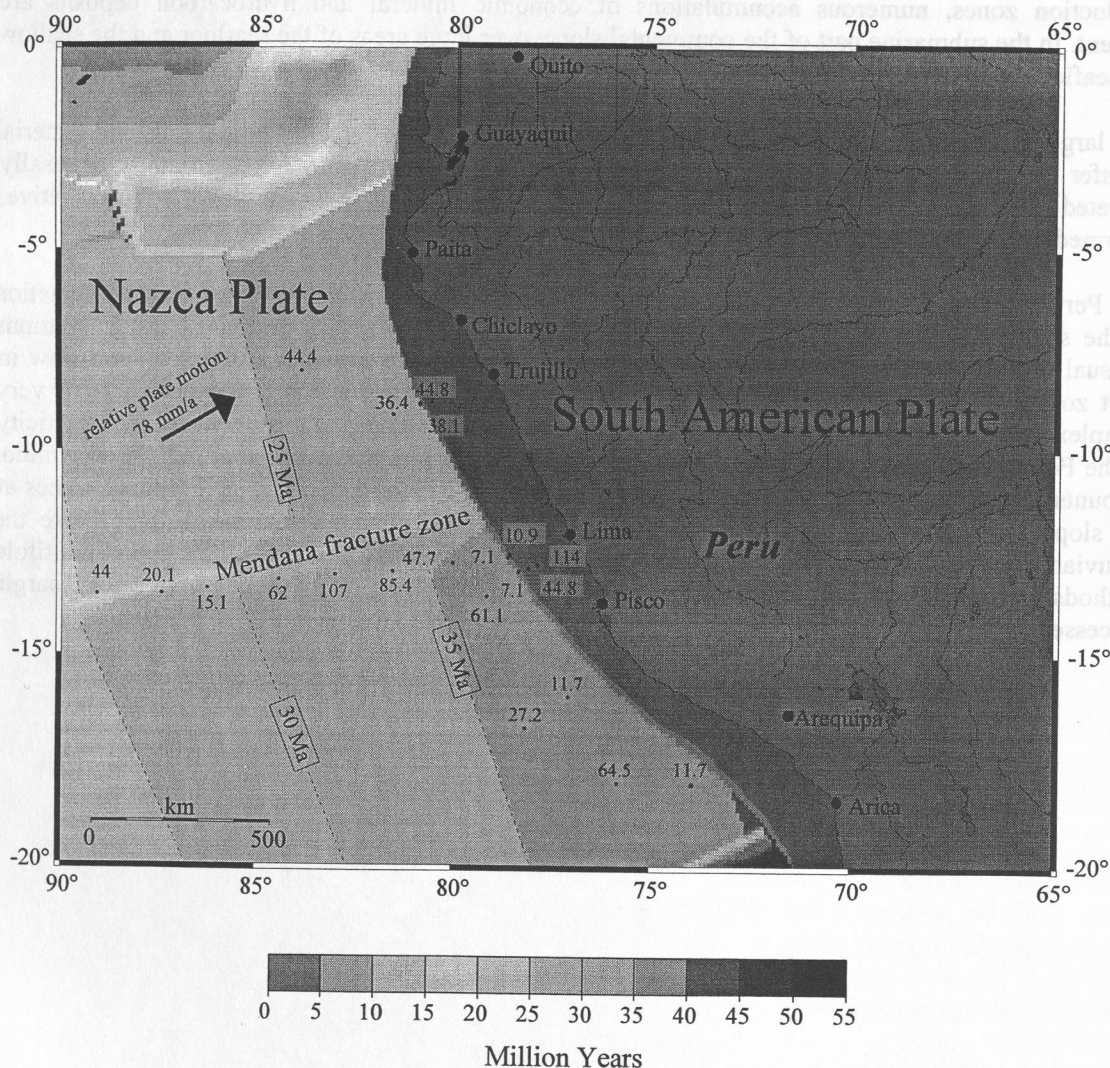 90°
85°
80°
75°
70°
65°
0°
0°
Quito
Guayaquil
-5°
-5°
Paita
Nazca Plate
Chiclayo
relative plate motion
78 mm/a
44.4
Trujillo
44.8
36.4
38.1
South American Plate
-10°
-10°
25 Ma
Mendana fracture zone
10.9
Lima
Peru
44
20.1
15.1
62
107
85.4
47.7
7.1
114
7.1
44.8
61.1
Pisco
-15°
-15°
35 Ma
11.7
30 Ma
27.2
Arequipa
64.5
11.7
km
0
500
Arica
-20°
-20°
90°
85°
80°
75°
70°
65°
0 5 10 15 20 25 30 35 40 45 50 55
Million Years